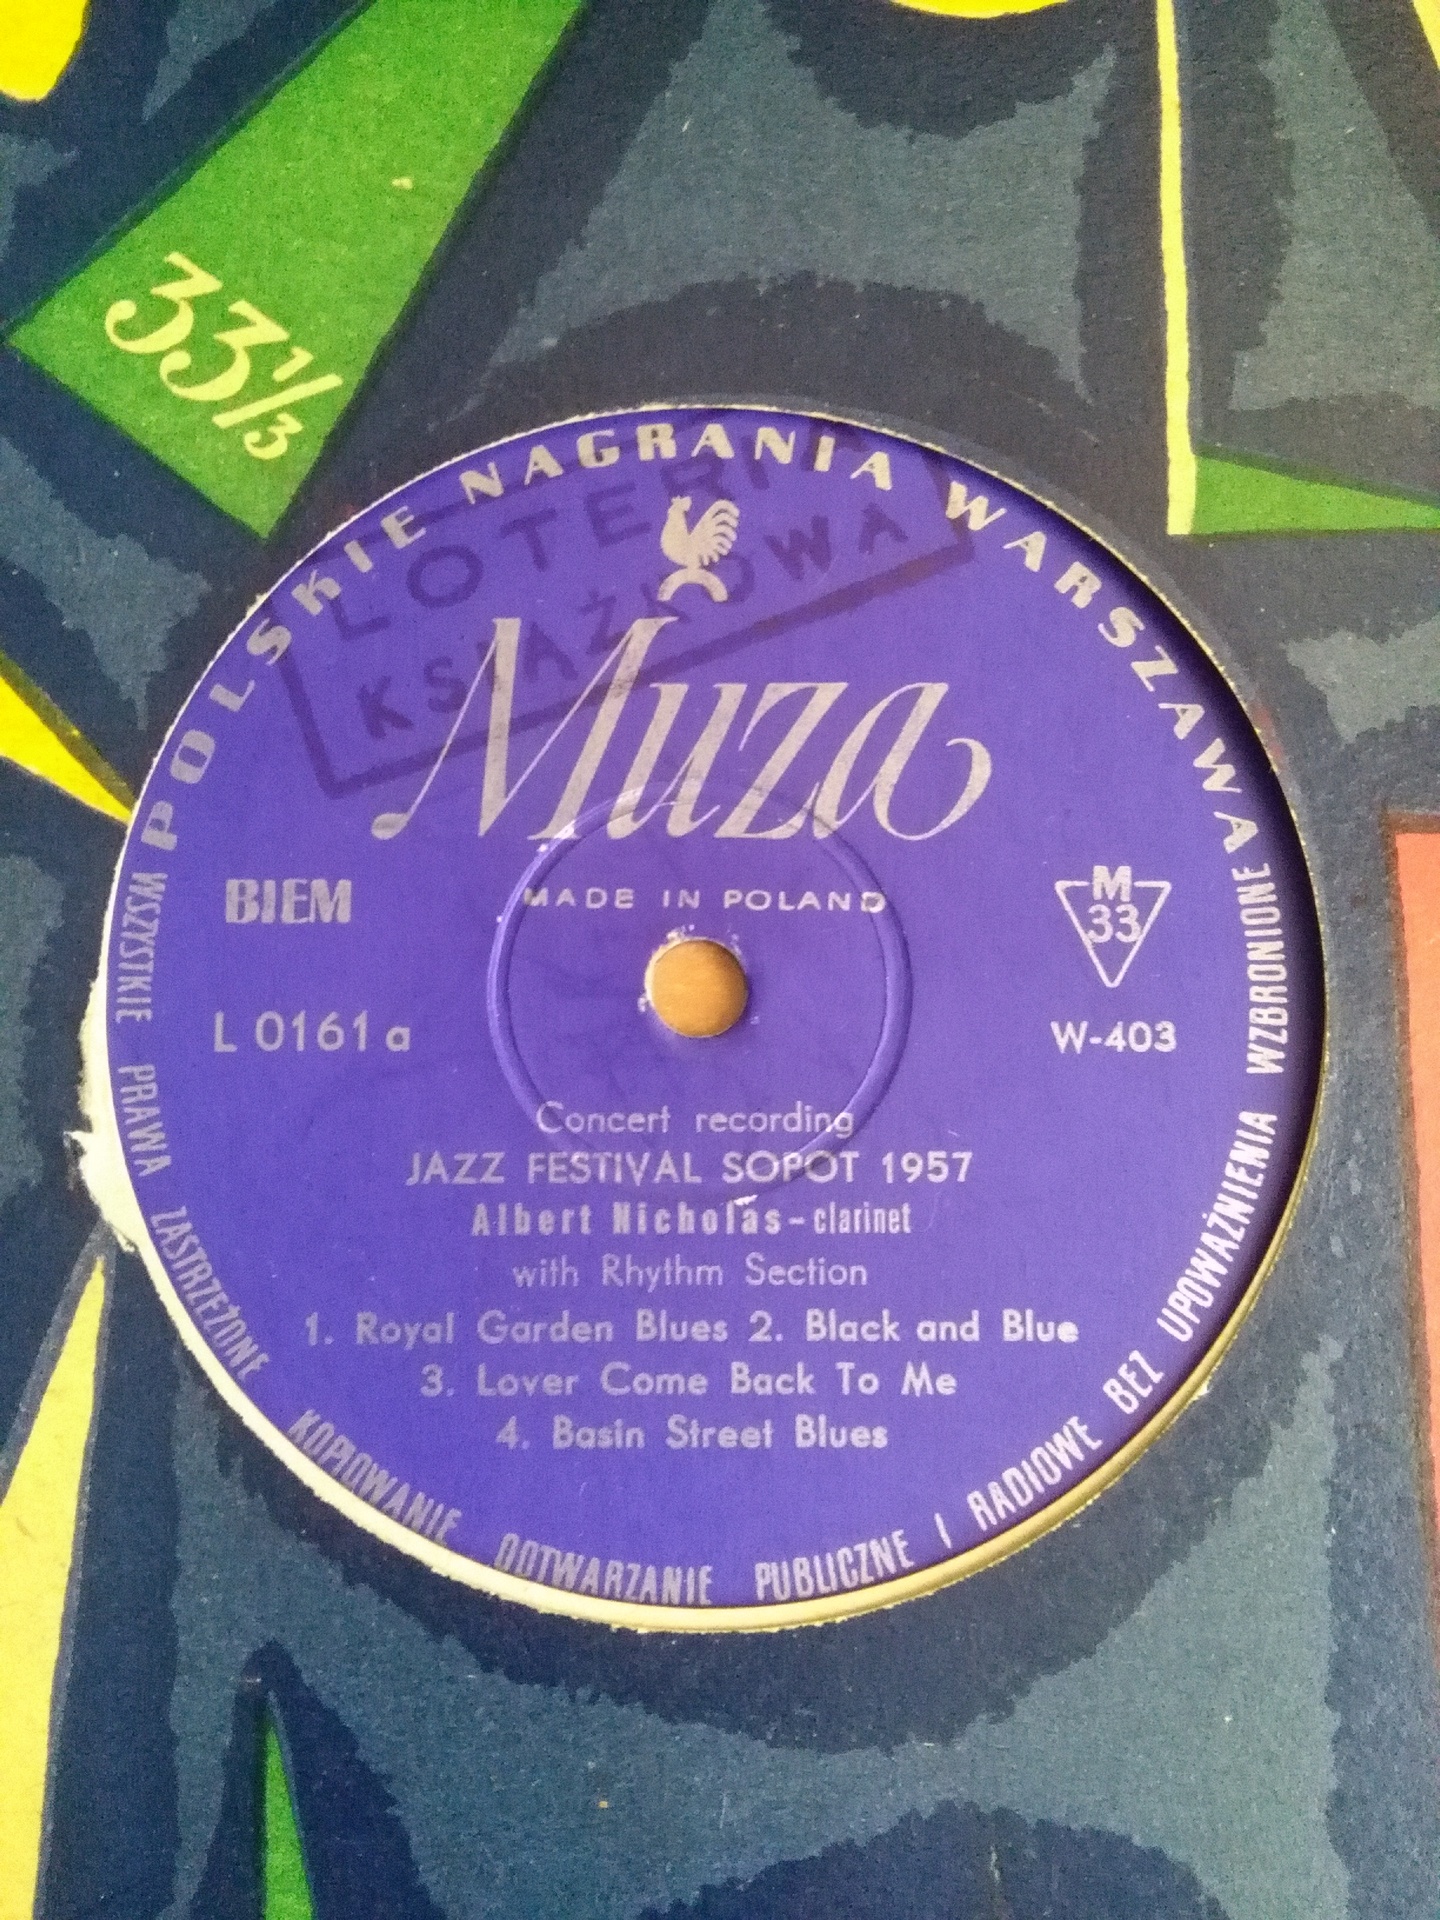 33 1/3
POLSKIE NAGRANIA WARSZAWA
LOTERIA
KSIĄŻKOWA
Muza
BIEM
MADE IN POLAND
M
33
L 0161 a
W-403
Concert recording
JAZZ FESTIVAL SOPOT 1957
Albert Nicholas - clarinet
with Rhythm Section
1. Royal Garden Blues 2. Black and Blue
3. Lover Come Back To Me
4. Basin Street Blues
WSZYSTKIE PRAWA ZASTRZEŻONE KOPIOWANIE ODTWARZANIE PUBLICZNE I RADIOWE BEZ UPOWAŻNIENIA WZBRONIONE